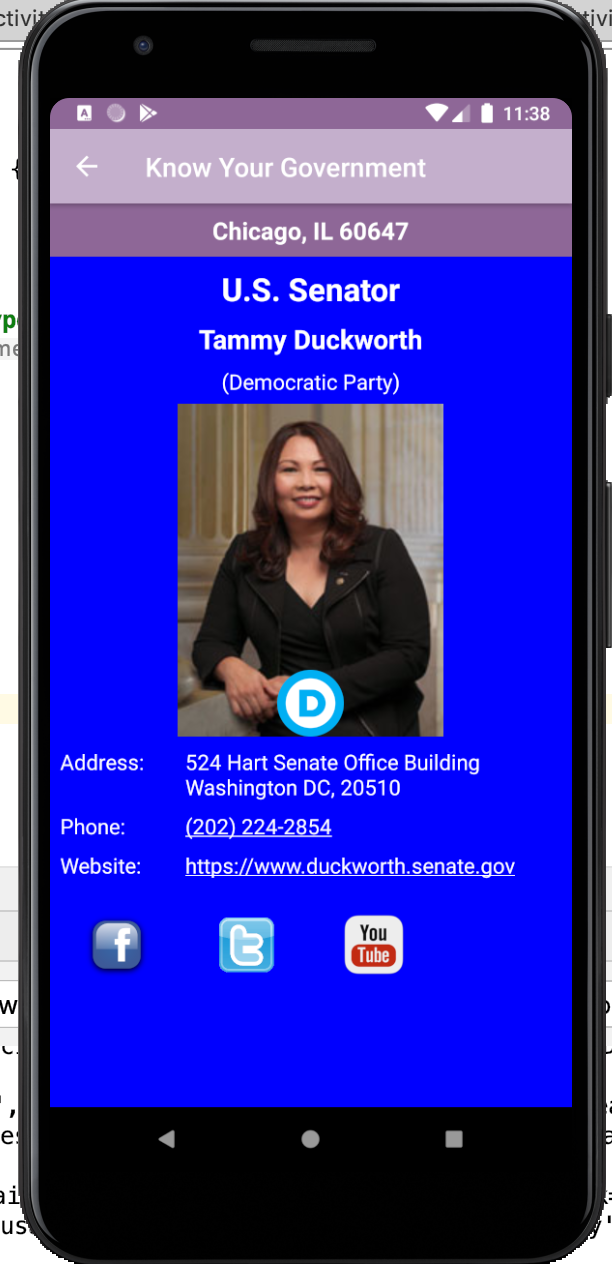 11:38
Know Your Government
Chicago, IL 60647
U.S. Senator
Tammy Duckworth
(Democratic Party)
D
Address: 524 Hart Senate Office Building
Washington DC, 20510
Phone: (202) 224-2854
Website: https://www.duckworth.senate.gov
f t You
Tube